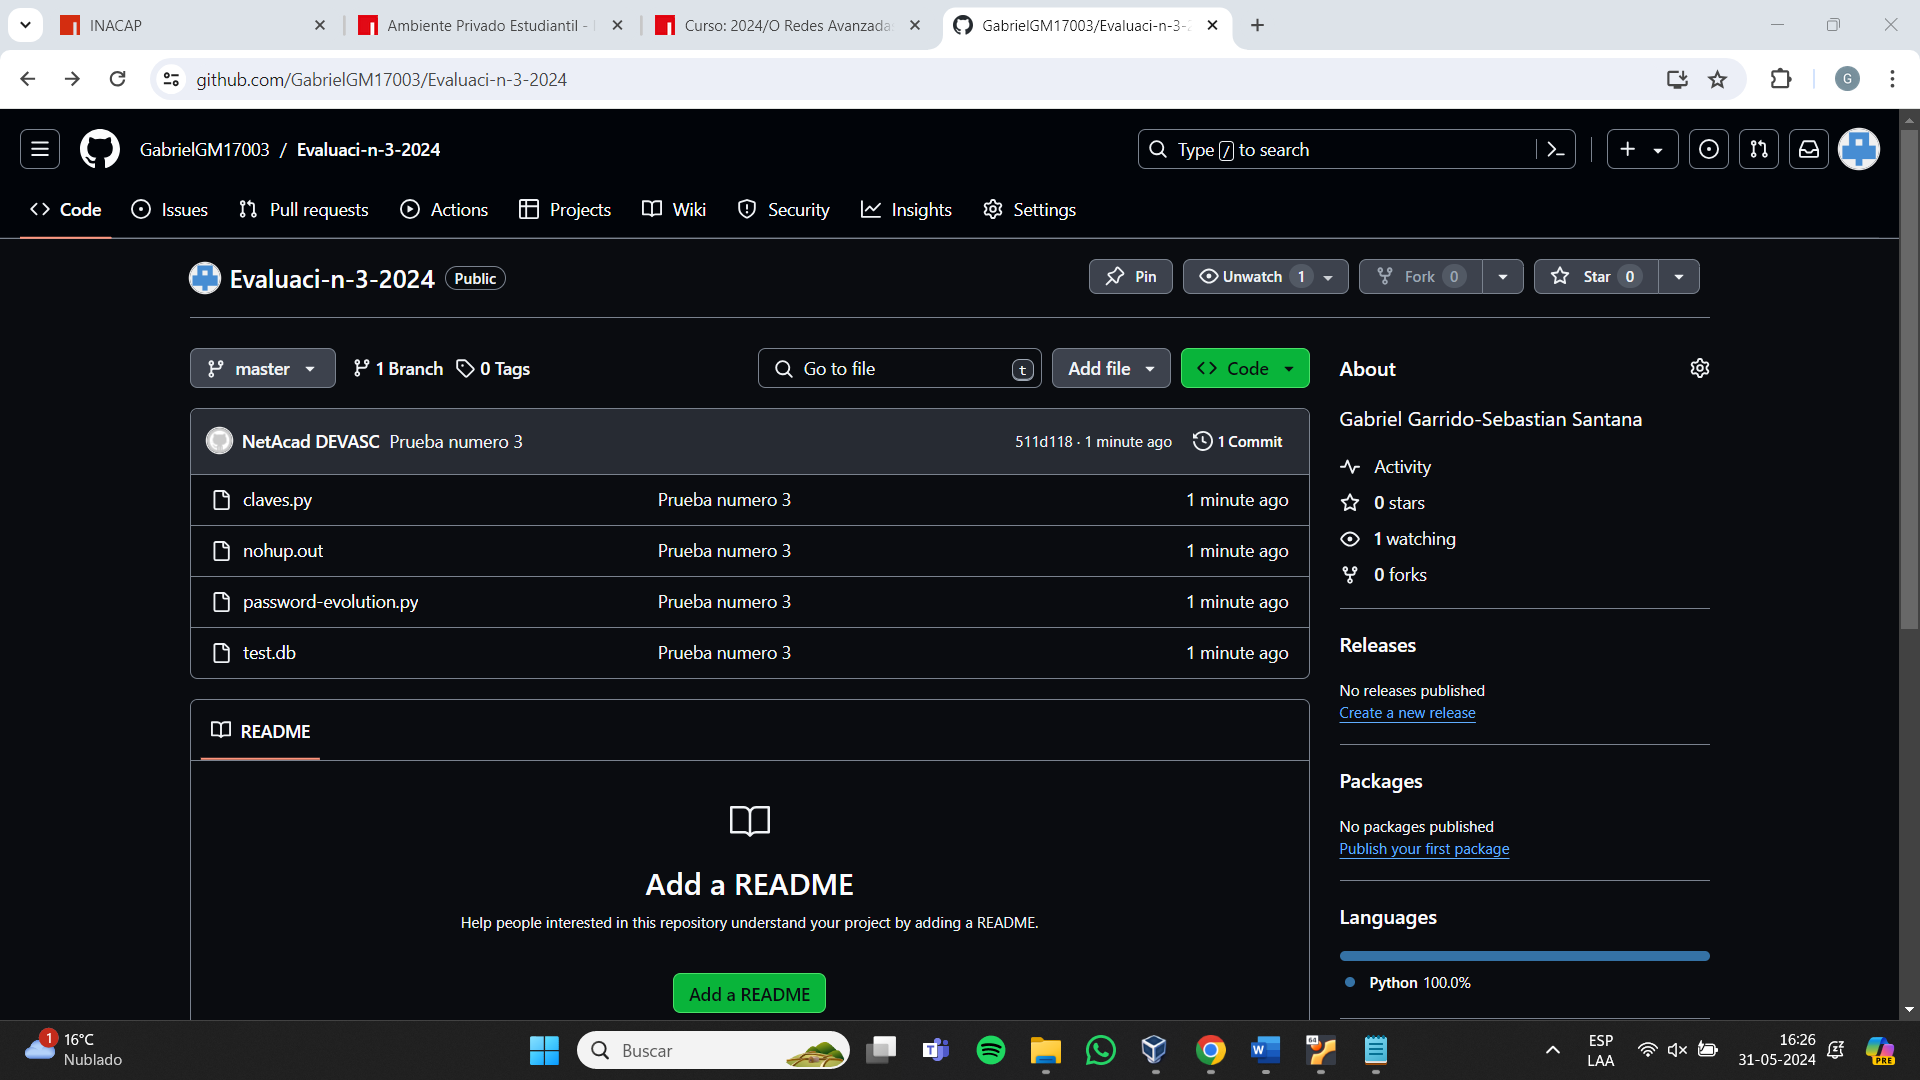 INACAP
Ambiente Privado Estudiantil -
Curso: 2024/O Redes Avanzadas
GabrielGM17003/Evaluaci-n-3-2
github.com/GabrielGM17003/Evaluaci-n-3-2024
G
GabrielGM17003 / Evaluaci-n-3-2024
Type / to search
Code
Issues
Pull requests
Actions
Projects
Wiki
Security
Insights
Settings
Evaluaci-n-3-2024 Public
Pin
Unwatch 1
Fork 0
Star 0
master
1 Branch
0 Tags
Go to file t
Add file
Code
NetAcad DEVASC Prueba numero 3 511d118 · 1 minute ago 1 Commit
claves.py Prueba numero 3 1 minute ago
nohup.out Prueba numero 3 1 minute ago
password-evolution.py Prueba numero 3 1 minute ago
test.db Prueba numero 3 1 minute ago
README
Add a README
Help people interested in this repository understand your project by adding a README.
Add a README
About
Gabriel Garrido-Sebastian Santana
Activity
0 stars
1 watching
0 forks
Releases
No releases published
Create a new release
Packages
No packages published
Publish your first package
Languages
Python 100.0%
1
16°C
Nublado
Buscar
64
ESP
LAA
16:26
31-05-2024
PRE